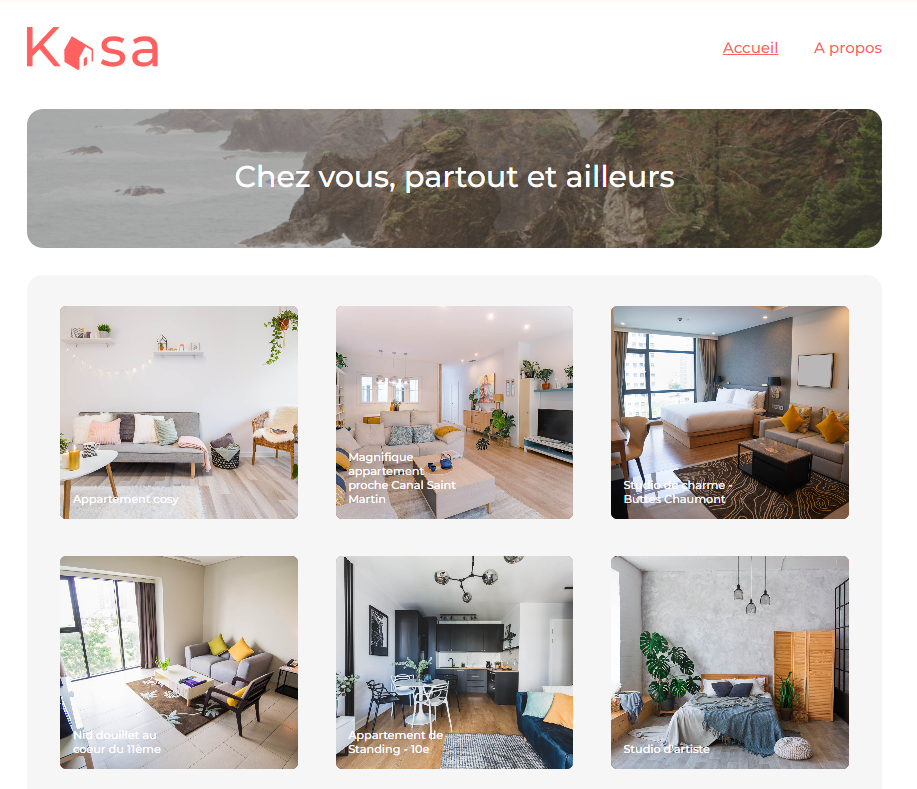 Kasa
Accueil
A propos
Chez vous, partout et ailleurs
Appartement cosy
Magnifique
appartement
proche Canal Saint
Martin
Studio de charme -
Buttes Chaumont
Nid douillet au
coeur du 11ème
Appartement de
Standing - 10e
Studio d'artiste